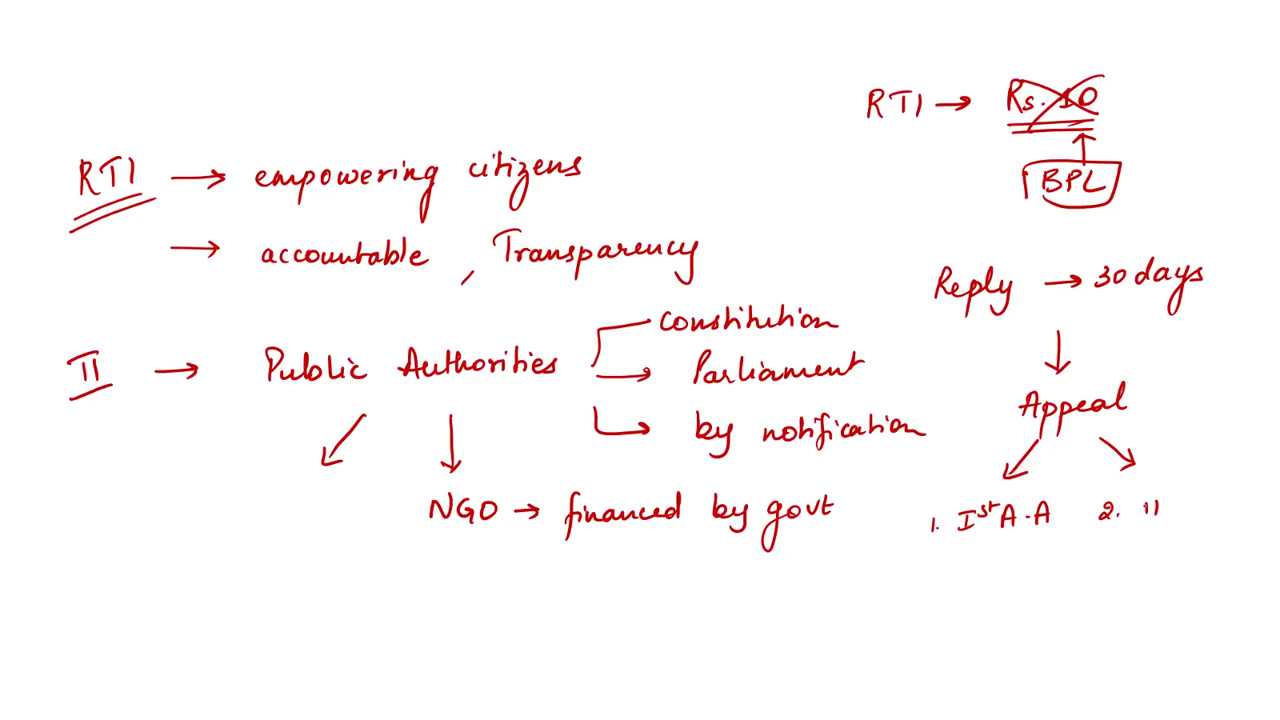 RTI → Rs. 10
BPL
RTI → empowering citizens
→ accountable, Transparency
Reply → 30 days
II → Public Authorities
constitution
→ Parliament
→ by notification
Appeal
NGO → financed by govt
1. Ist A.A 2. 11